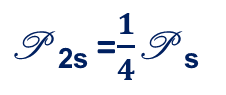 𝒫₂ₛ = 1/4 𝒫ₛ